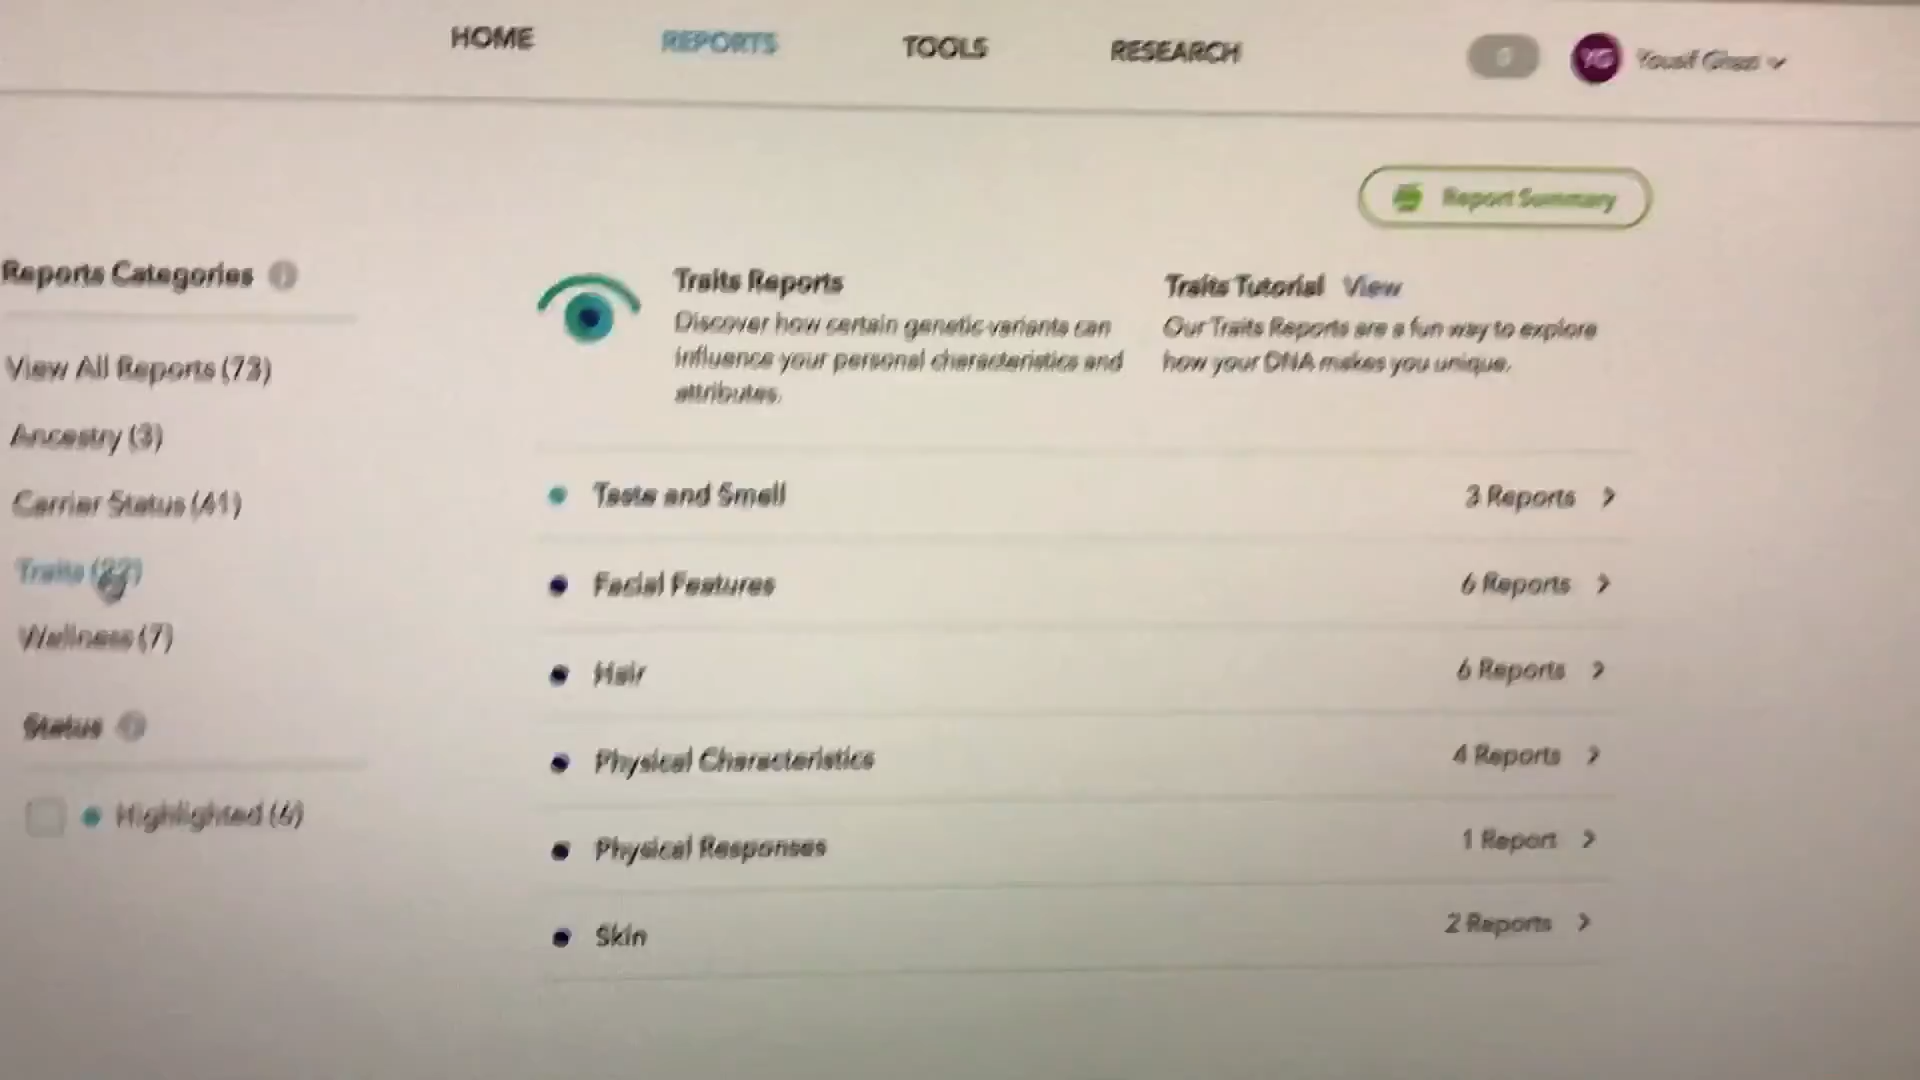 HOME REPORTS TOOLS RESEARCH
Report Summary
Reports Categories
View All Reports (73)
Ancestry (3)
Carrier Status (41)
Traits (22)
Wellness (7)
Status
Highlighted (6)
Traits Reports
Discover how certain genetic variants can
influence your personal characteristics and
attributes.
Traits Tutorial View
Our Traits Reports are a fun way to explore
how your DNA makes you unique.
Taste and Smell 3 Reports
Facial Features 6 Reports
Hair 6 Reports
Physical Characteristics 4 Reports
Physical Responses 1 Report
Skin 2 Reports